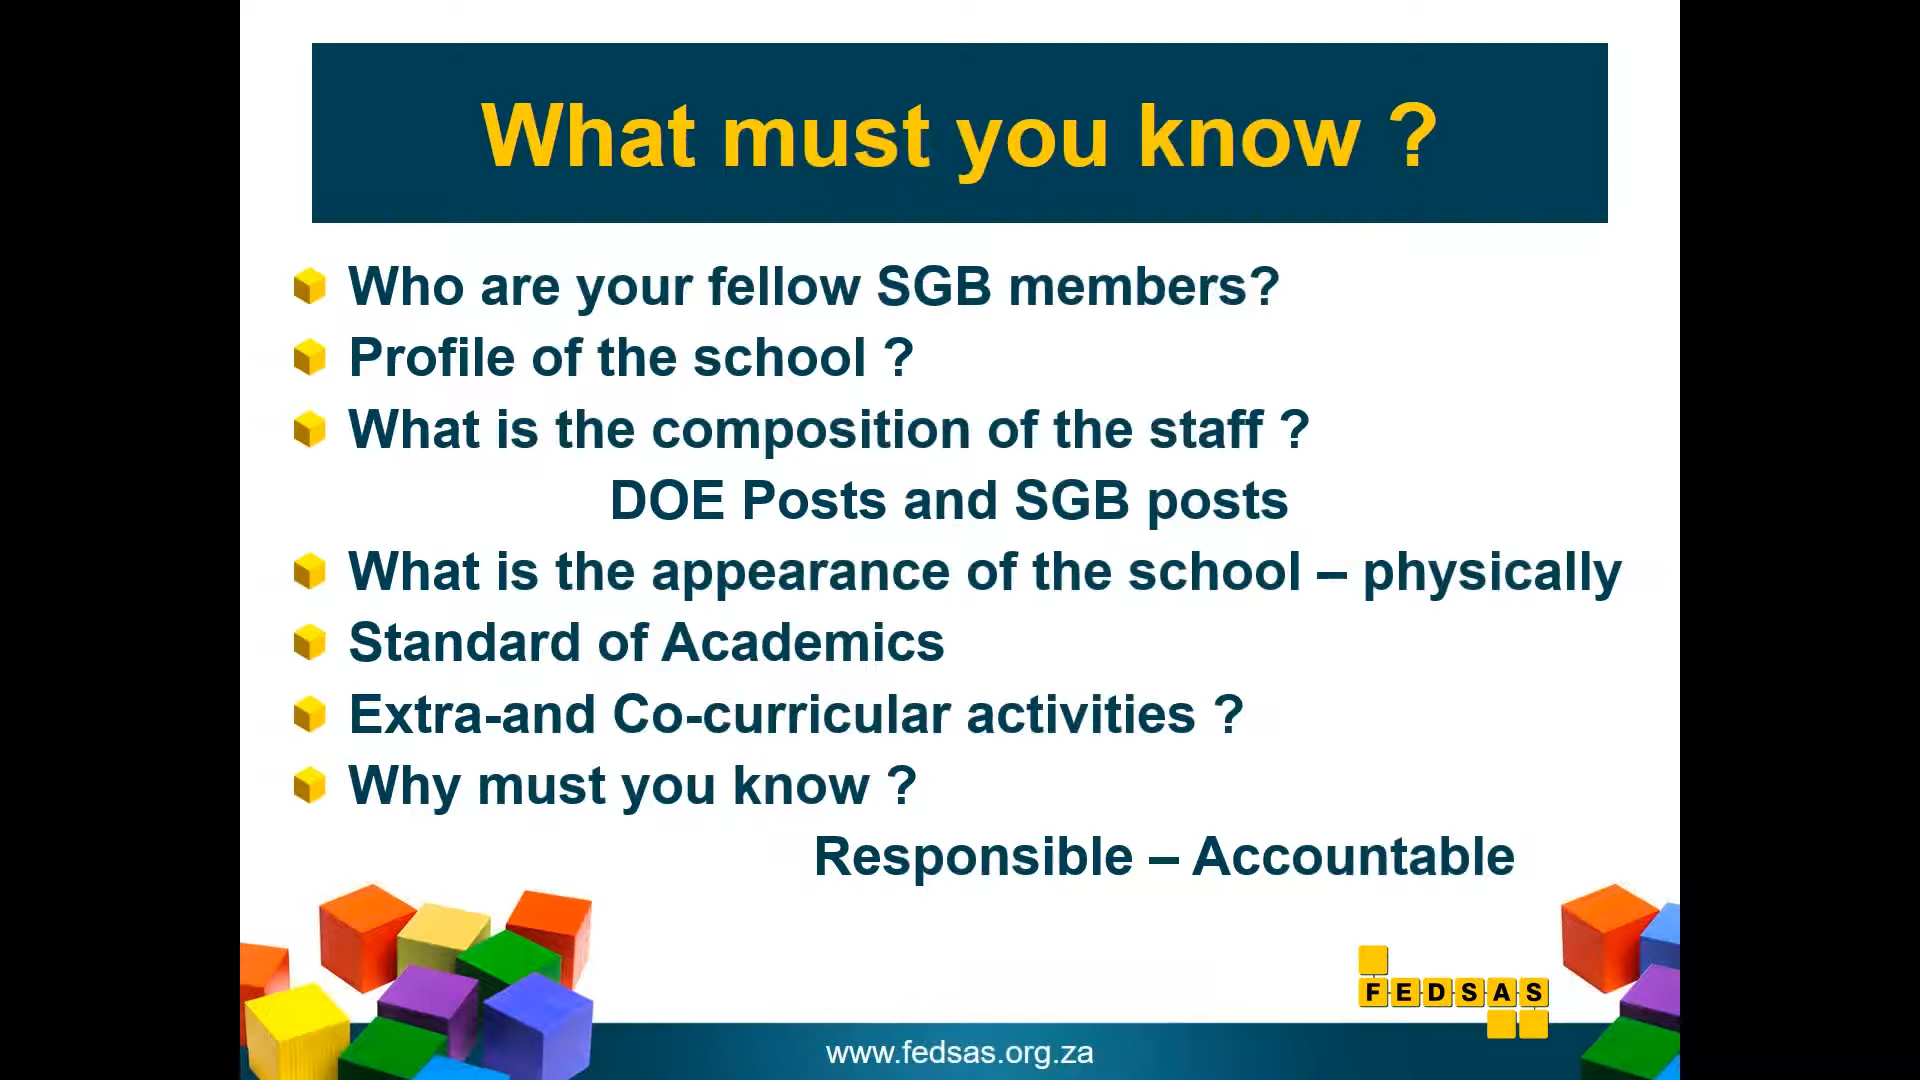 What must you know ?
Who are your fellow SGB members?
Profile of the school ?
What is the composition of the staff ?
DOE Posts and SGB posts
What is the appearance of the school – physically
Standard of Academics
Extra-and Co-curricular activities ?
Why must you know ?
Responsible – Accountable
FEDSAS
www.fedsas.org.za